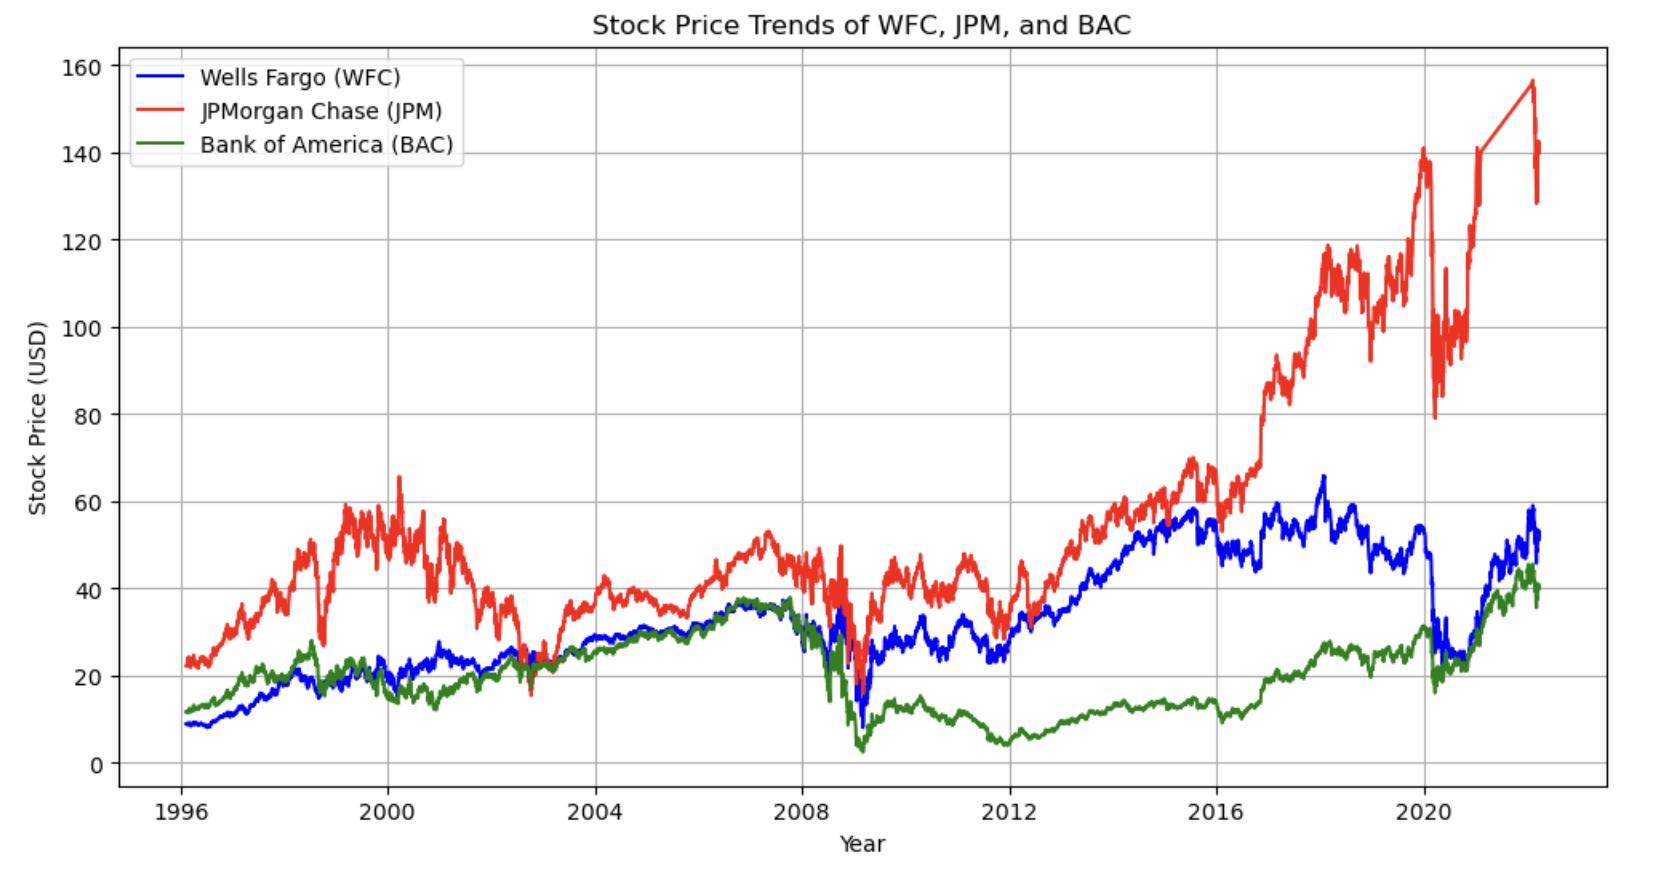 Stock Price Trends of WFC, JPM, and BAC
Wells Fargo (WFC)
JPMorgan Chase (JPM)
Bank of America (BAC)
Stock Price (USD)
160
140
120
100
80
60
40
20
0
1996 2000 2004 2008 2012 2016 2020
Year